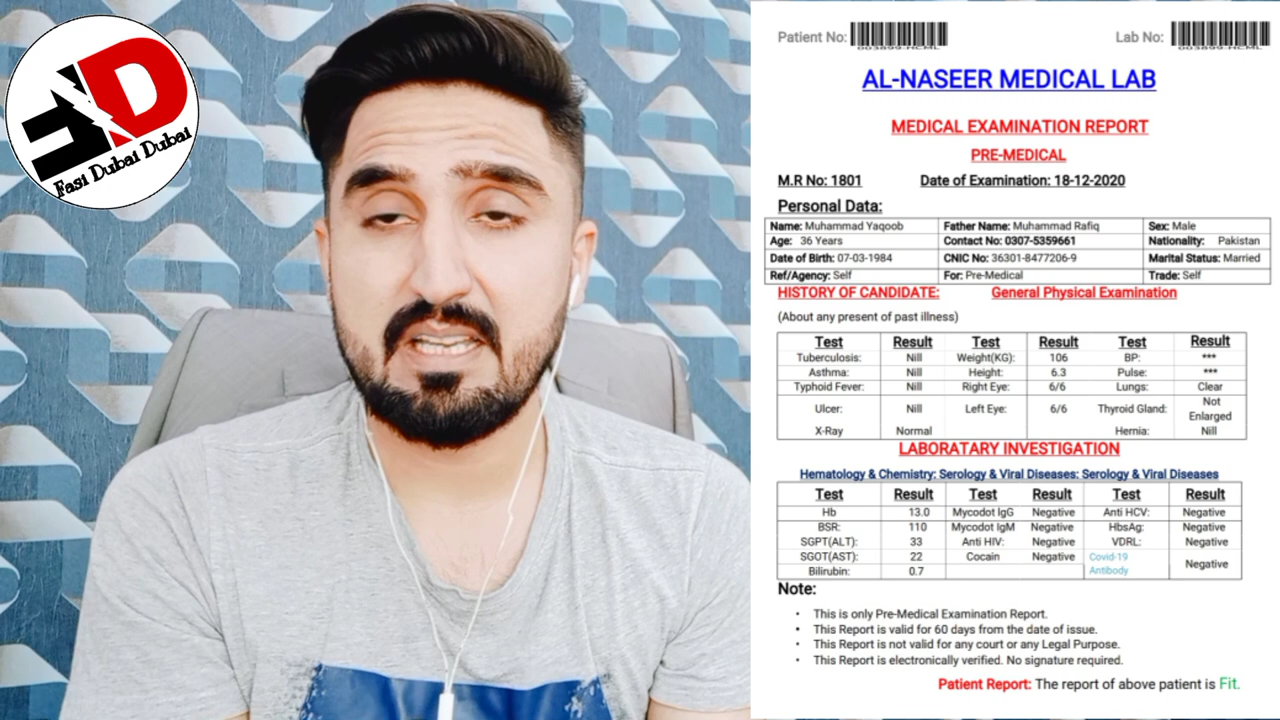 Fasi Dubai Dubai
Patient No:
003899-HCML
Lab No:
003899-HCML
AL-NASEER MEDICAL LAB
MEDICAL EXAMINATION REPORT
PRE-MEDICAL
M.R No: 1801 Date of Examination: 18-12-2020
Personal Data:
Name: Muhammad Yaqoob Father Name: Muhammad Rafiq Sex: Male
Age: 36 Years Contact No: 0307-5359661 Nationality: Pakistan
Date of Birth: 07-03-1984 CNIC No: 36301-8477206-9 Marital Status: Married
Ref/Agency: Self For: Pre-Medical Trade: Self
HISTORY OF CANDIDATE: General Physical Examination
(About any present of past illness)
Test Result Test Result Test Result
Tuberculosis: Nill Weight(KG): 106 BP: ***
Asthma: Nill Height: 6.3 Pulse: ***
Typhoid Fever: Nill Right Eye: 6/6 Lungs: Clear
Ulcer: Nill Left Eye: 6/6 Thyroid Gland: Not Enlarged
X-Ray Normal Hernia: Nill
LABORATARY INVESTIGATION
Hematology & Chemistry: Serology & Viral Diseases: Serology & Viral Diseases
Test Result Test Result Test Result
Hb 13.0 Mycodot IgG Negative Anti HCV: Negative
BSR: 110 Mycodot IgM Negative HbsAg: Negative
SGPT(ALT): 33 Anti HIV: Negative VDRL: Negative
SGOT(AST): 22 Cocain Negative Covid-19 Antibody Negative
Bilirubin: 0.7
Note:
• This is only Pre-Medical Examination Report.
• This Report is valid for 60 days from the date of issue.
• This Report is not valid for any court or any Legal Purpose.
• This Report is electronically verified. No signature required.
Patient Report: The report of above patient is Fit.